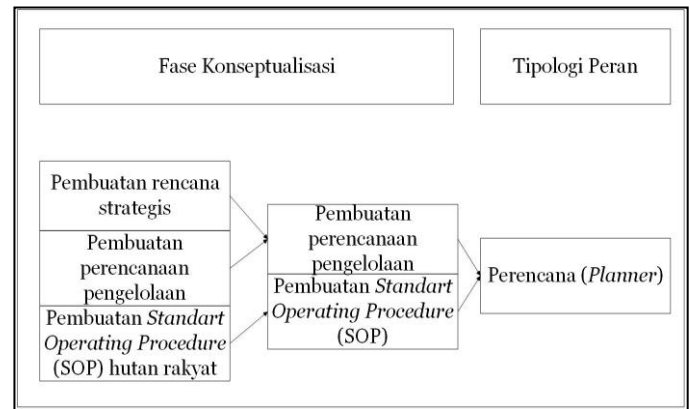 Fase Konseptualisasi
Tipologi Peran
Pembuatan rencana
strategis
Pembuatan
perencanaan
pengelolaan
Pembuatan Standart
Operating Procedure
(SOP) hutan rakyat
Pembuatan
perencanaan
pengelolaan
Pembuatan Standart
Operating Procedure
(SOP)
Perencana (Planner)